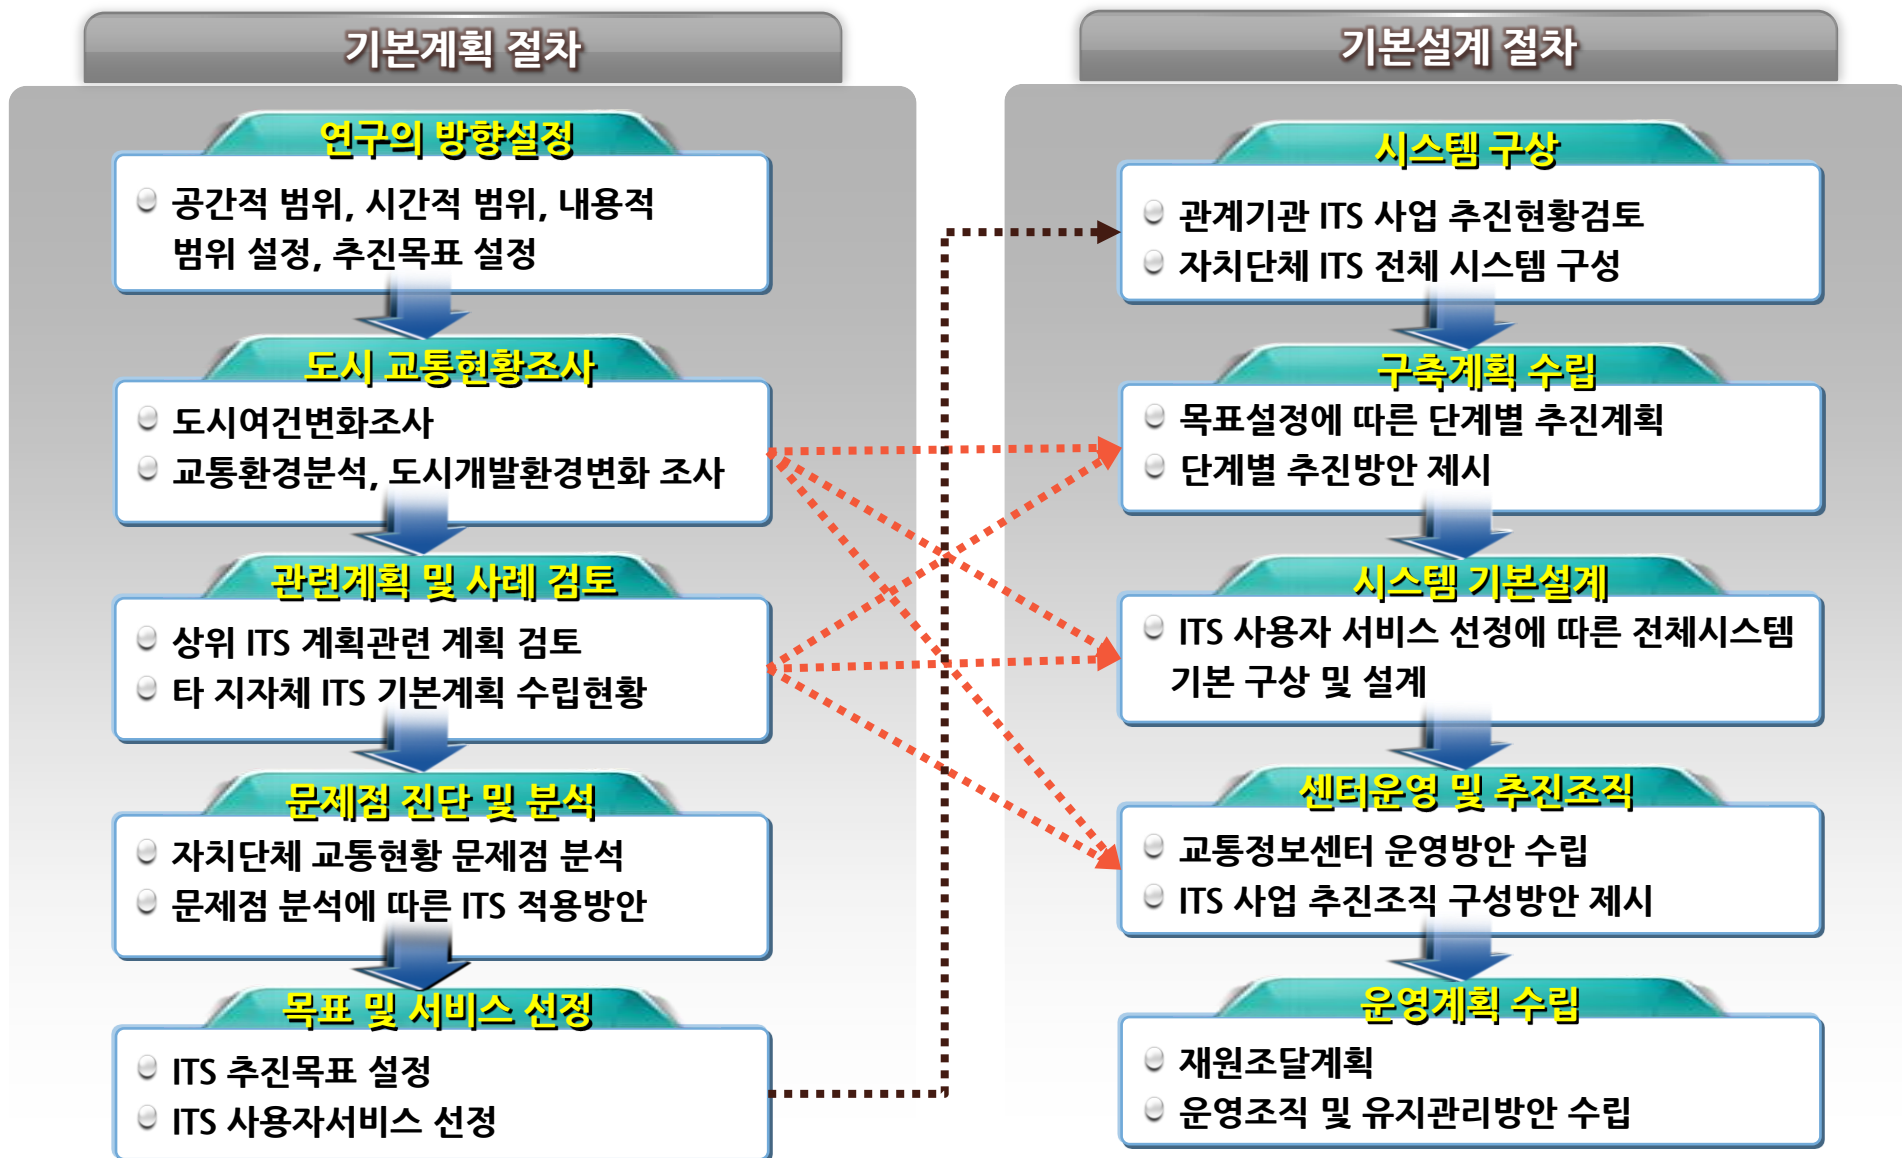 기본계획 절차
연구의 방향설정
공간적 범위, 시간적 범위, 내용적
범위 설정, 추진목표 설정
도시 교통현황조사
도시여건변화조사
교통환경분석, 도시개발환경변화 조사
관련계획 및 사례 검토
상위 ITS 계획관련 계획 검토
타 지자체 ITS 기본계획 수립현황
문제점 진단 및 분석
자치단체 교통현황 문제점 분석
문제점 분석에 따른 ITS 적용방안
목표 및 서비스 선정
ITS 추진목표 설정
ITS 사용자서비스 선정
기본설계 절차
시스템 구상
관계기관 ITS 사업 추진현황검토
자치단체 ITS 전체 시스템 구성
구축계획 수립
목표설정에 따른 단계별 추진계획
단계별 추진방안 제시
시스템 기본설계
ITS 사용자 서비스 선정에 따른 전체시스템
기본 구상 및 설계
센터운영 및 추진조직
교통정보센터 운영방안 수립
ITS 사업 추진조직 구성방안 제시
운영계획 수립
재원조달계획
운영조직 및 유지관리방안 수립